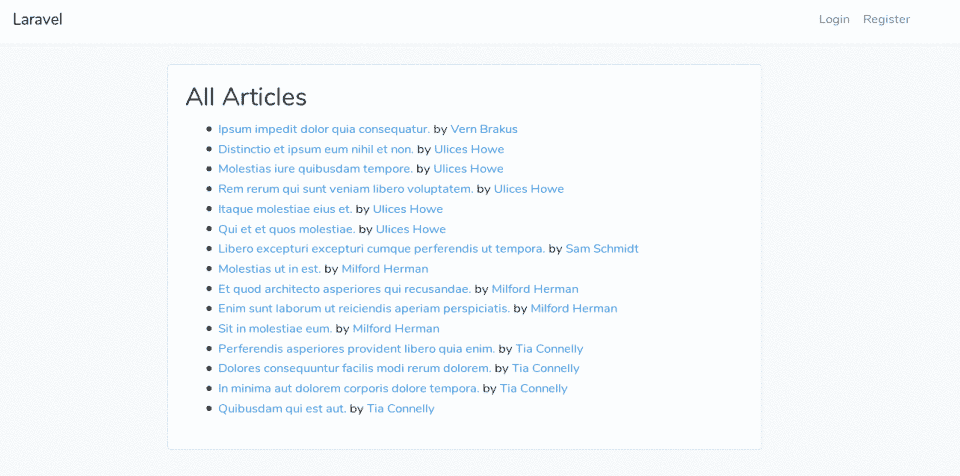 Laravel
Login Register
All Articles
Ipsum impedit dolor quia consequatur. by Vern Brakus
Distinctio et ipsum eum nihil et non. by Ulices Howe
Molestias iure quibusdam tempore. by Ulices Howe
Rem rerum qui sunt veniam libero voluptatem. by Ulices Howe
Itaque molestiae eius et. by Ulices Howe
Qui et et quos molestiae. by Ulices Howe
Libero excepturi excepturi cumque perferendis ut tempora. by Sam Schmidt
Molestias ut in est. by Milford Herman
Et quod architecto asperiores qui recusandae. by Milford Herman
Enim sunt laborum ut reiciendis aperiam perspiciatis. by Milford Herman
Sit in molestiae eum. by Milford Herman
Perferendis asperiores provident libero quia enim. by Tia Connelly
Dolores consequuntur facilis modi rerum dolorem. by Tia Connelly
In minima aut dolorem corporis dolore tempora. by Tia Connelly
Quibusdam qui est aut. by Tia Connelly